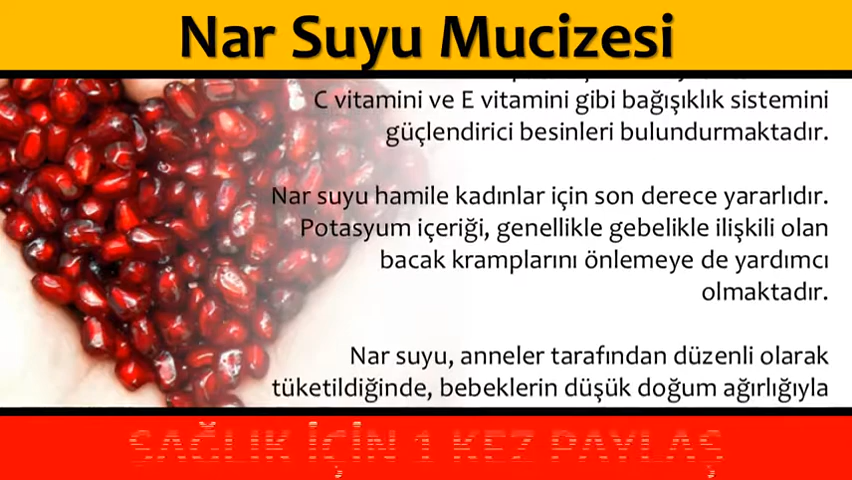 Nar Suyu Mucizesi
C vitamini ve E vitamini gibi bağışıklık sistemini
güçlendirici besinleri bulundurmaktadır.
Nar suyu hamile kadınlar için son derece yararlıdır.
Potasyum içeriği, genellikle gebelikle ilişkili olan
bacak kramplarını önlemeye de yardımcı
olmaktadır.
Nar suyu, anneler tarafından düzenli olarak
tüketildiğinde, bebeklerin düşük doğum ağırlığıyla
SAĞLIK İÇİN 1 KEZ PAYLAŞ